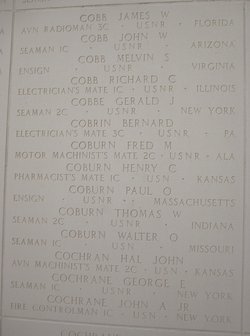 COBB JAMES W
AVN RADIOMAN 3C · USNR · FLORIDA
COBB JOHN W
SEAMAN 1C · USNR · ARIZONA
COBB MELVIN S
ENSIGN · USNR · VIRGINIA
COBB RICHARD C
ELECTRICIAN'S MATE 1C · USNR · ILLINOIS
COBBE GERALD J
SEAMAN 2C · USNR · NEW YORK
COBRIN BERNARD
ELECTRICIAN'S MATE 3C · USNR · PA
COBURN FRED M
MOTOR MACHINIST'S MATE 2C · USNR · ALA
COBURN HENRY C
PHARMACIST'S MATE 1C · USN · KANSAS
COBURN PAUL O
ENSIGN · USNR · MASSACHUSETTS
COBURN THOMAS W
SEAMAN 2C · USNR · INDIANA
COBURN WALTER O
SEAMAN 1C · USN · MISSOURI
COCHRAN HAL JOHN
AVN MACHINIST'S MATE 2C · USN · KANSAS
COCHRANE GEORGE E
SEAMAN 1C · USNR · NEW YORK
COCHRANE JOHN A JR
FIRE CONTROLMAN 1C · USN · NEW YORK